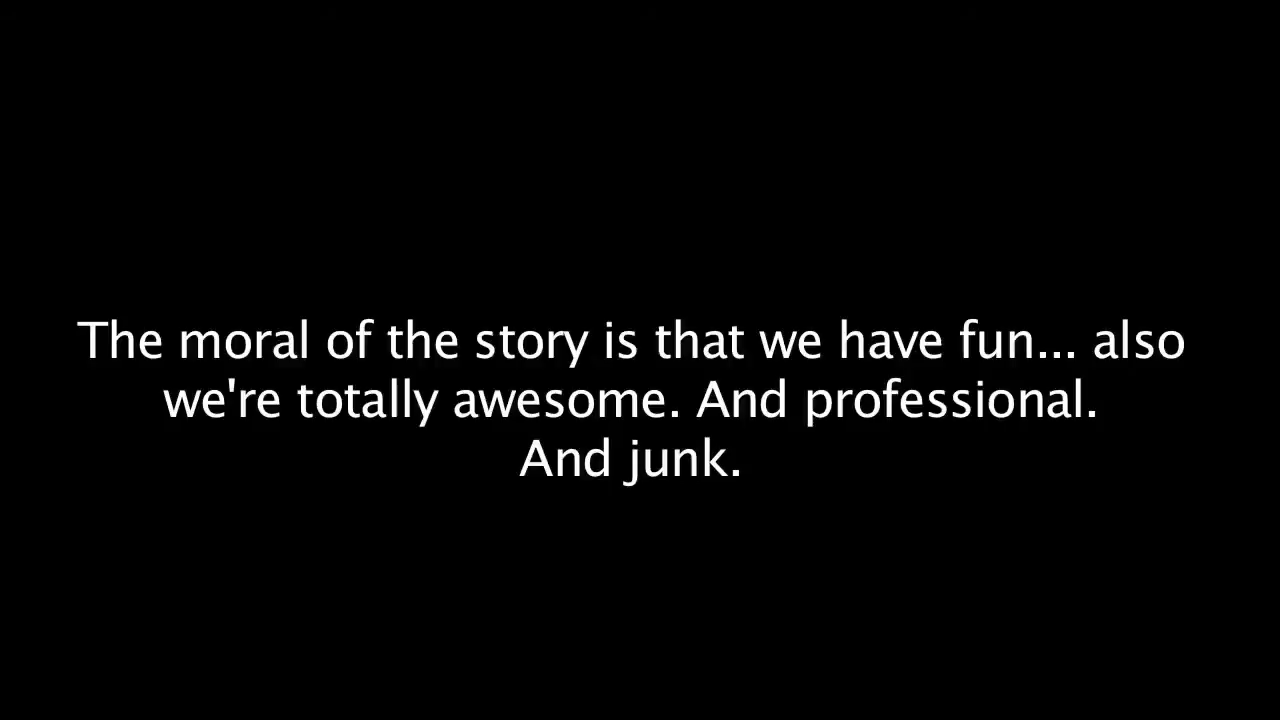 The moral of the story is that we have fun... also
we're totally awesome. And professional.
And junk.